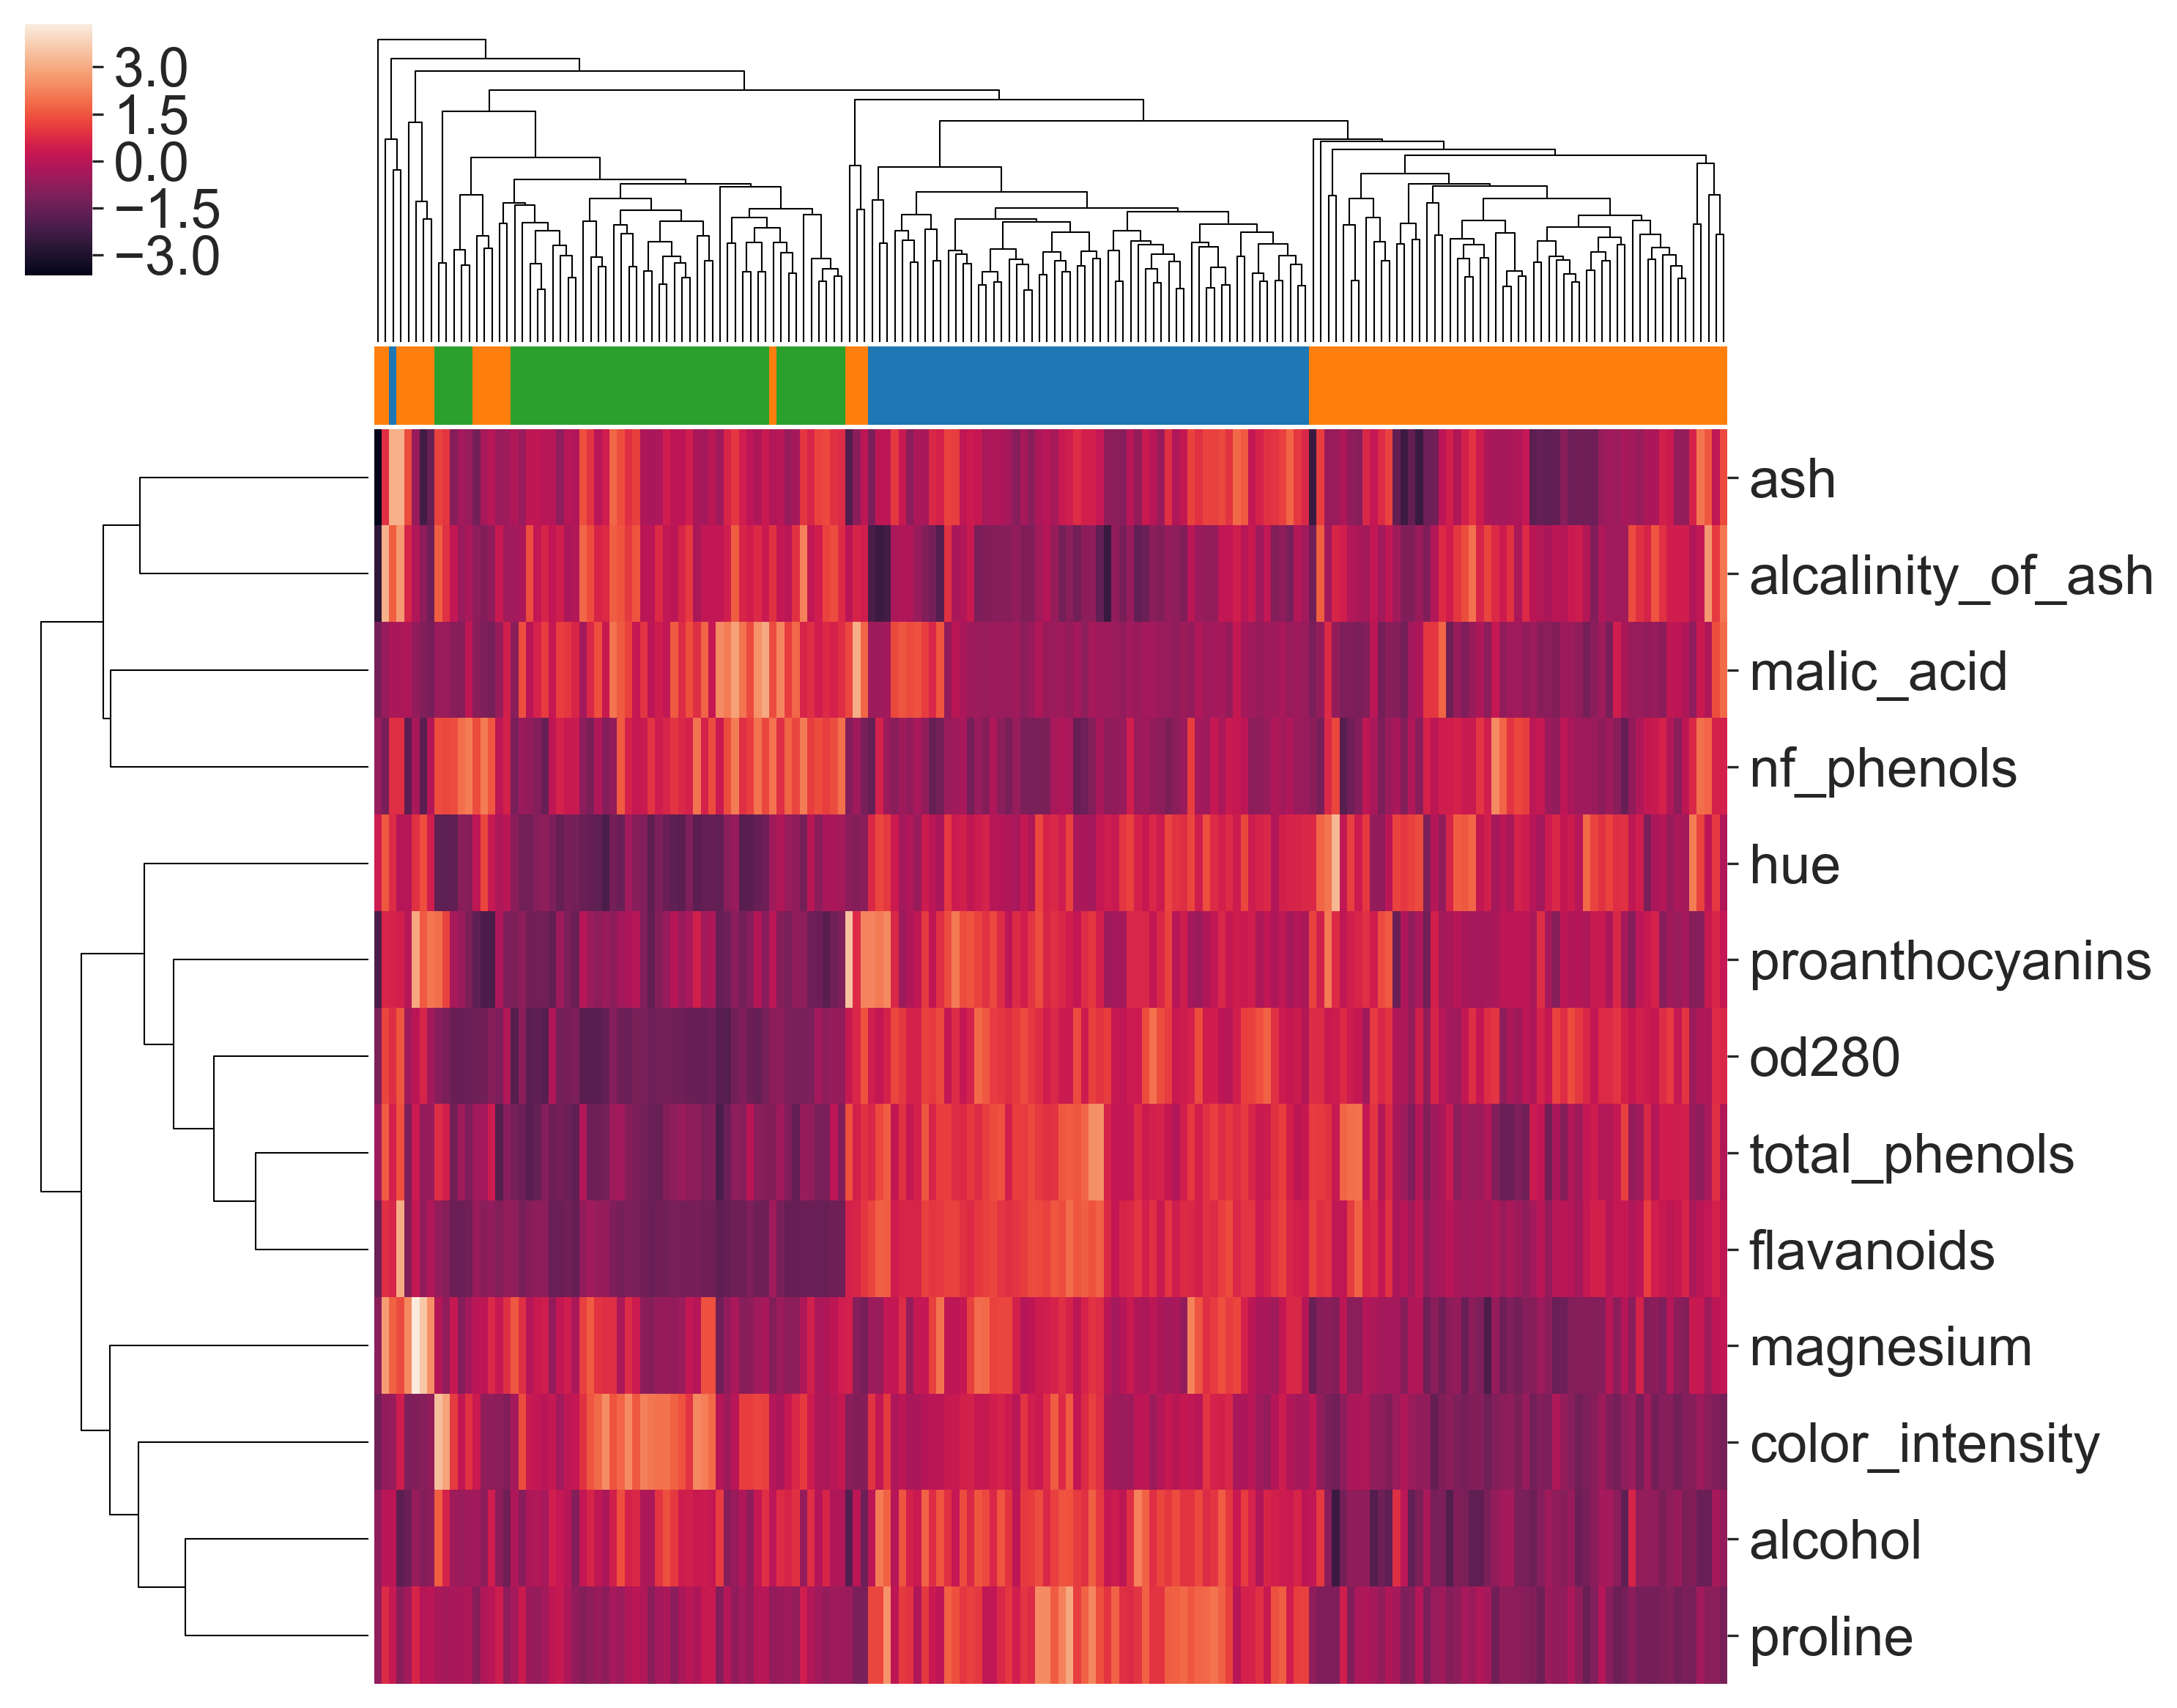 3.0
1.5
0.0
−1.5
−3.0
ash
alcalinity_of_ash
malic_acid
nf_phenols
hue
proanthocyanins
od280
total_phenols
flavanoids
magnesium
color_intensity
alcohol
proline